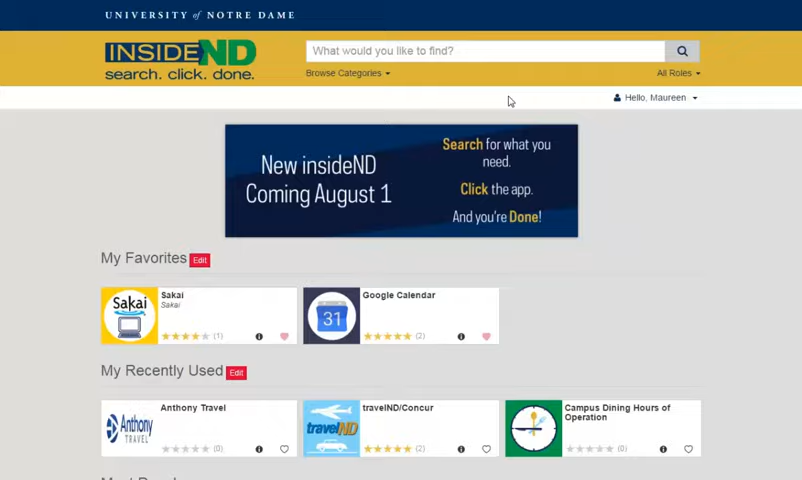 UNIVERSITY of NOTRE DAME
INSIDEND
search. click. done.
What would you like to find?
Browse Categories
All Roles
Hello, Maureen
New insideND
Coming August 1
Search for what you
need.
Click the app.
And you're Done!
My Favorites Edit
Sakai
Sakai
Sakai
(1)
31
Google Calendar
(2)
My Recently Used Edit
Anthony
TRAVEL
Anthony Travel
(0)
travelND
travelND/Concur
(2)
Campus Dining Hours of
Operation
(0)